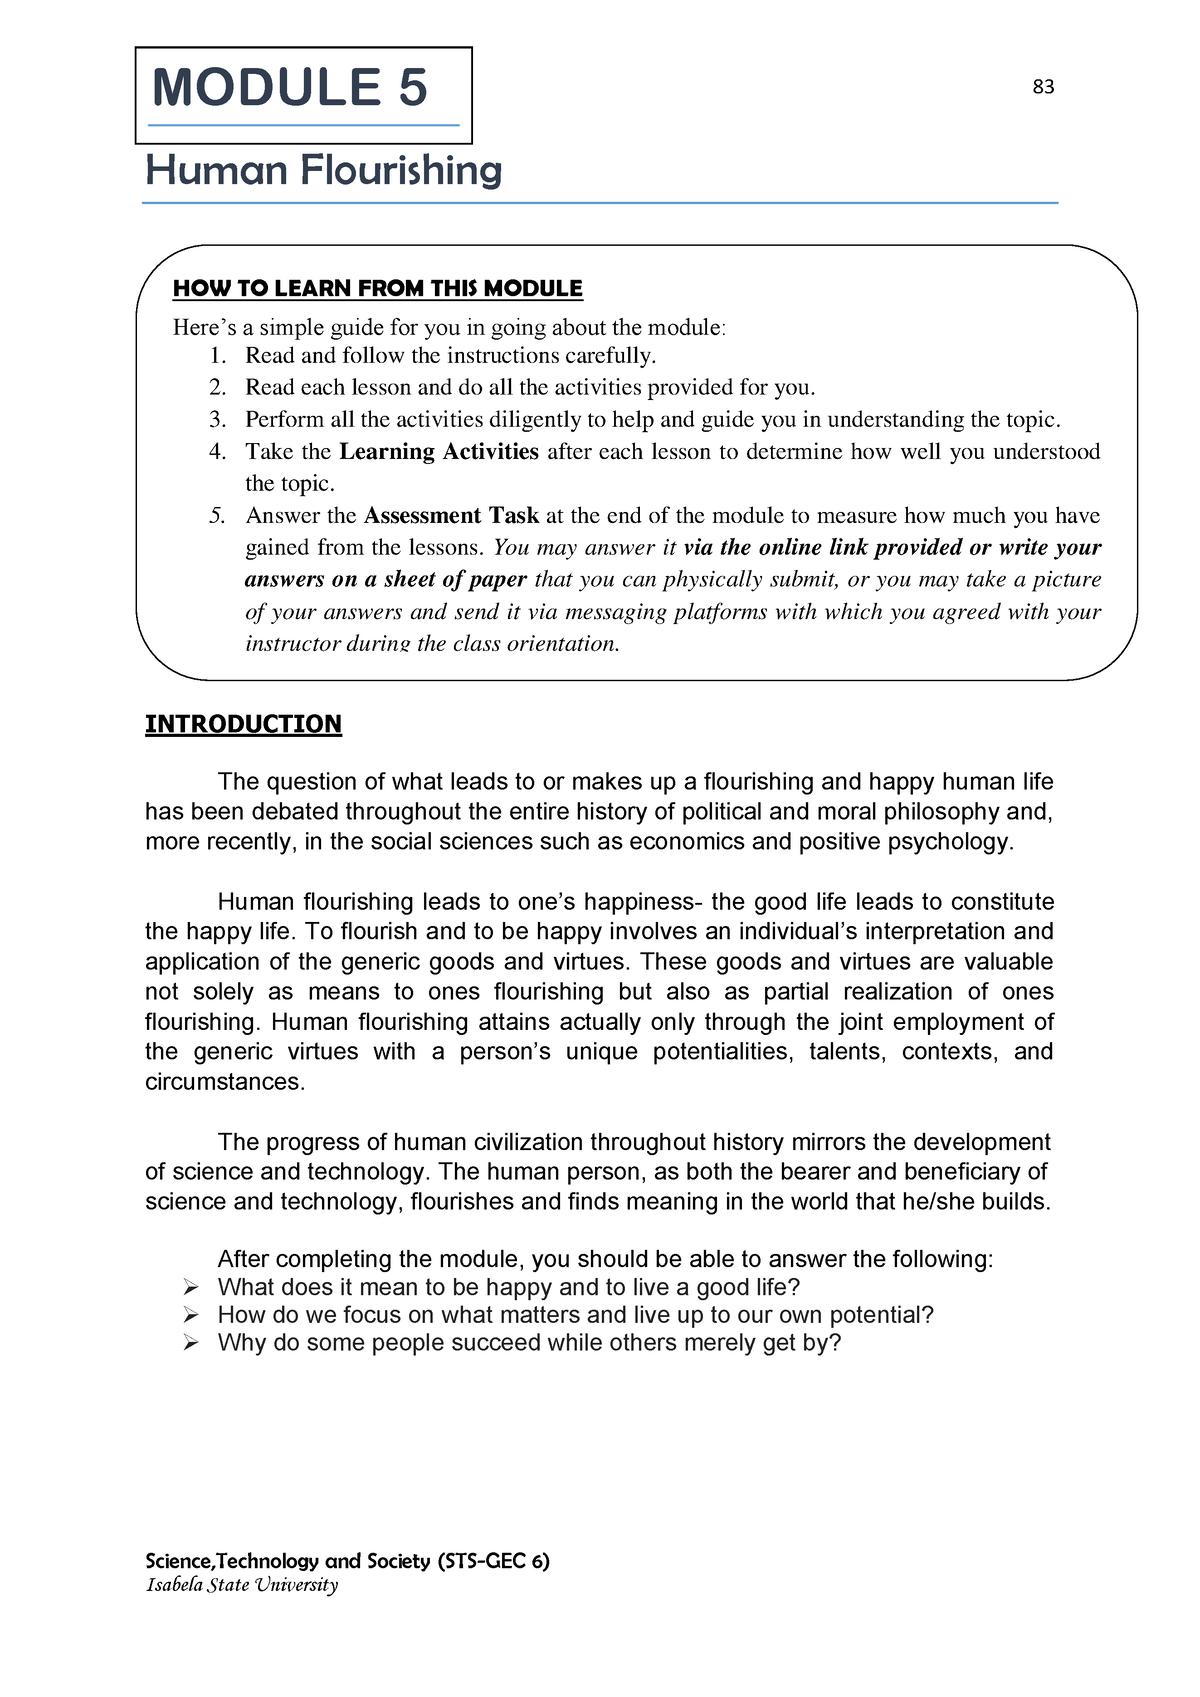 MODULE 5
83
Human Flourishing
HOW TO LEARN FROM THIS MODULE
Here’s a simple guide for you in going about the module:
1. Read and follow the instructions carefully.
2. Read each lesson and do all the activities provided for you.
3. Perform all the activities diligently to help and guide you in understanding the topic.
4. Take the Learning Activities after each lesson to determine how well you understood
the topic.
5. Answer the Assessment Task at the end of the module to measure how much you have
gained from the lessons. You may answer it via the online link provided or write your
answers on a sheet of paper that you can physically submit, or you may take a picture
of your answers and send it via messaging platforms with which you agreed with your
instructor during the class orientation.
INTRODUCTION
The question of what leads to or makes up a flourishing and happy human life
has been debated throughout the entire history of political and moral philosophy and,
more recently, in the social sciences such as economics and positive psychology.
Human flourishing leads to one’s happiness- the good life leads to constitute
the happy life. To flourish and to be happy involves an individual’s interpretation and
application of the generic goods and virtues. These goods and virtues are valuable
not solely as means to ones flourishing but also as partial realization of ones
flourishing. Human flourishing attains actually only through the joint employment of
the generic virtues with a person’s unique potentialities, talents, contexts, and
circumstances.
The progress of human civilization throughout history mirrors the development
of science and technology. The human person, as both the bearer and beneficiary of
science and technology, flourishes and finds meaning in the world that he/she builds.
After completing the module, you should be able to answer the following:
➢ What does it mean to be happy and to live a good life?
➢ How do we focus on what matters and live up to our own potential?
➢ Why do some people succeed while others merely get by?
Science,Technology and Society (STS-GEC 6)
Isabela State University